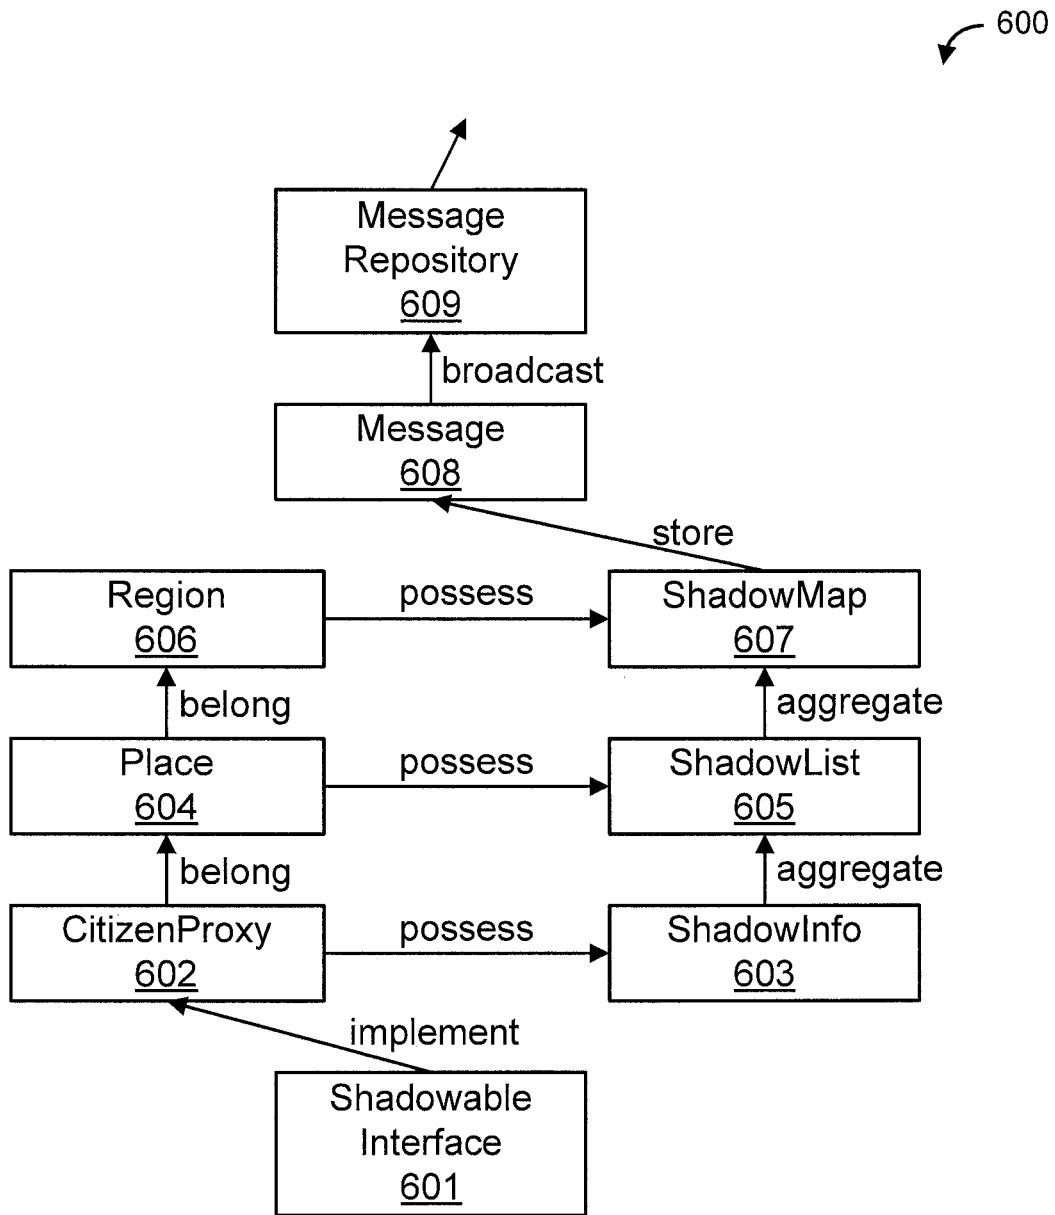 600
Message
Repository
609
broadcast
Message
608
store
Region
606
possess
ShadowMap
607
belong
aggregate
Place
604
possess
ShadowList
605
belong
aggregate
CitizenProxy
602
possess
ShadowInfo
603
implement
Shadowable
Interface
601